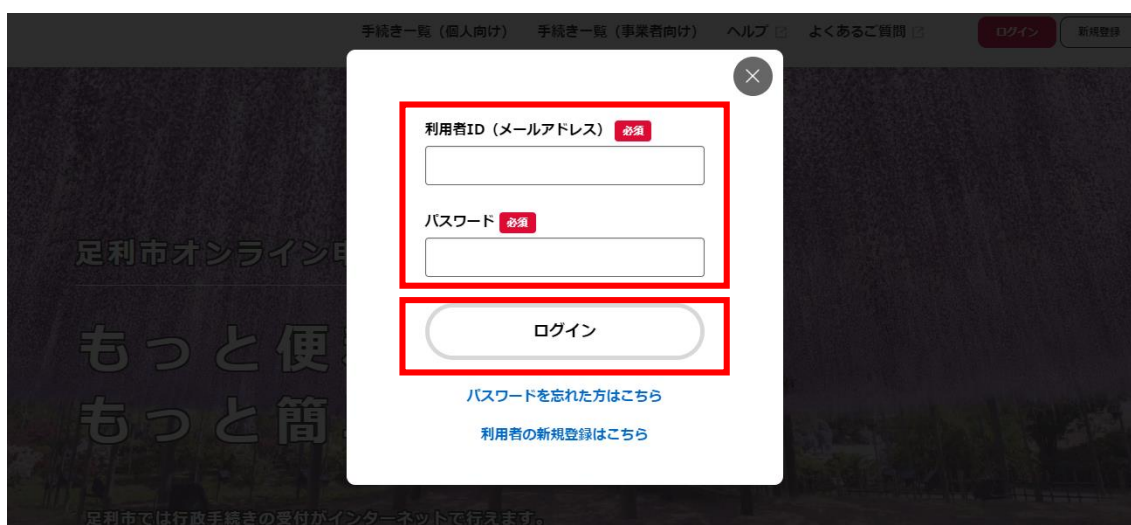 手続き一覧（個人向け） 手続き一覧（事業者向け） ヘルプ よくあるご質問 ログイン 新規登録
利用者ID（メールアドレス） 必須
パスワード 必須
足利市オンライン申
ログイン
もっと便
パスワードを忘れた方はこちら
もっと簡
利用者の新規登録はこちら
足利市では行政手続きの受付がインターネットで行えます。